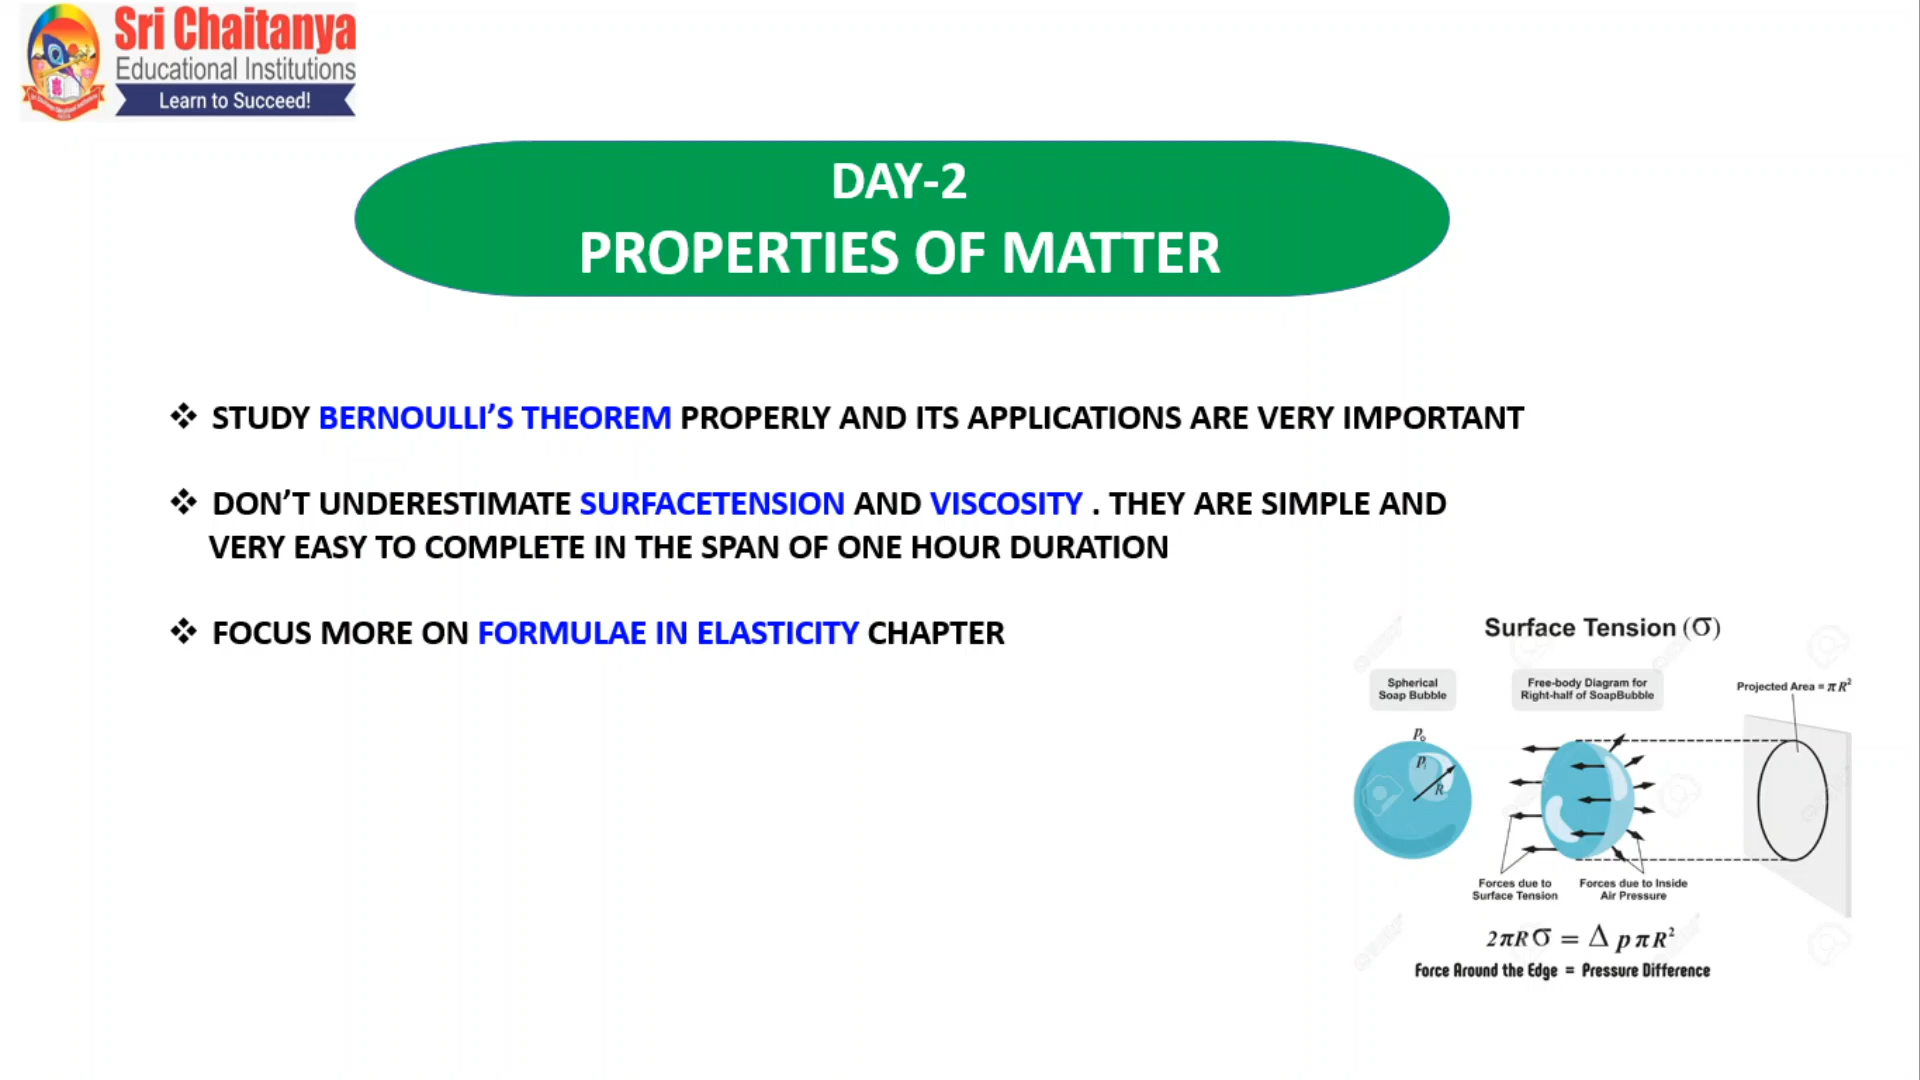 Sri Chaitanya
Educational Institutions
Learn to Succeed!
DAY-2
PROPERTIES OF MATTER
❖ STUDY BERNOULLI’S THEOREM PROPERLY AND ITS APPLICATIONS ARE VERY IMPORTANT
❖ DON’T UNDERESTIMATE SURFACETENSION AND VISCOSITY . THEY ARE SIMPLE AND
VERY EASY TO COMPLETE IN THE SPAN OF ONE HOUR DURATION
❖ FOCUS MORE ON FORMULAE IN ELASTICITY CHAPTER
Surface Tension (σ)
Spherical
Soap Bubble
Free-body Diagram for
Right-half of SoapBubble
Projected Area = πR²
pₒ
pᵢ
R
Forces due to
Surface Tension
Forces due to Inside
Air Pressure
2πRσ = Δ pπR²
Force Around the Edge = Pressure Difference